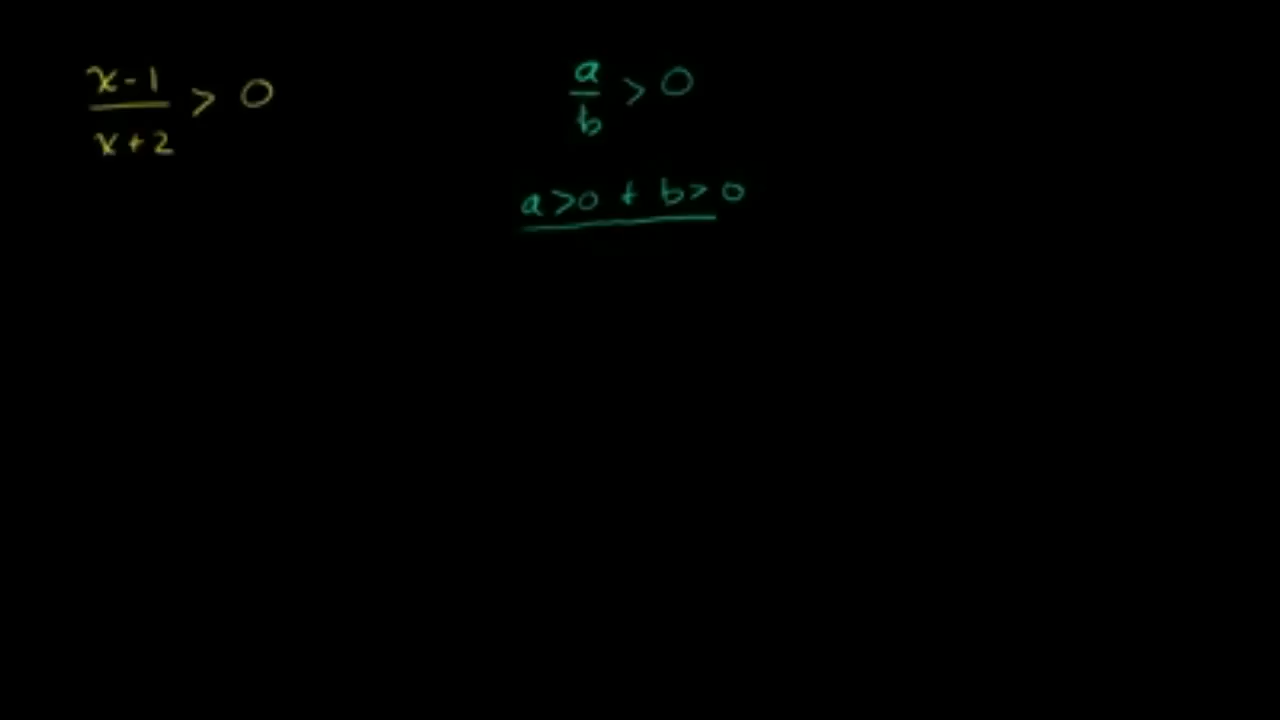 x-1/x+2 > 0
a/b > 0
a>0 + b> 0